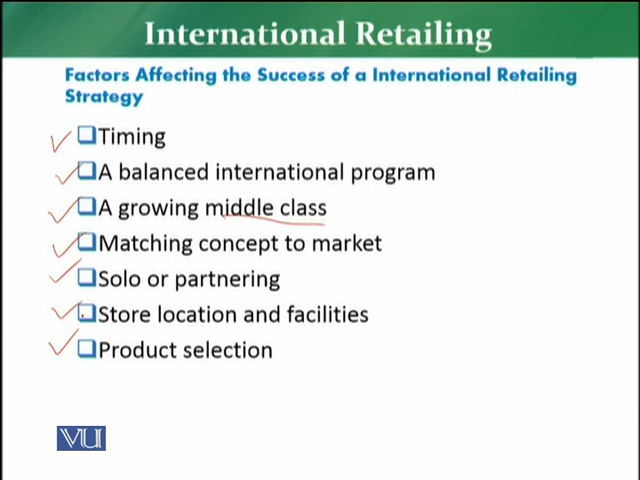 International Retailing
Factors Affecting the Success of a International Retailing
Strategy
Timing
A balanced international program
A growing middle class
Matching concept to market
Solo or partnering
Store location and facilities
Product selection
VU